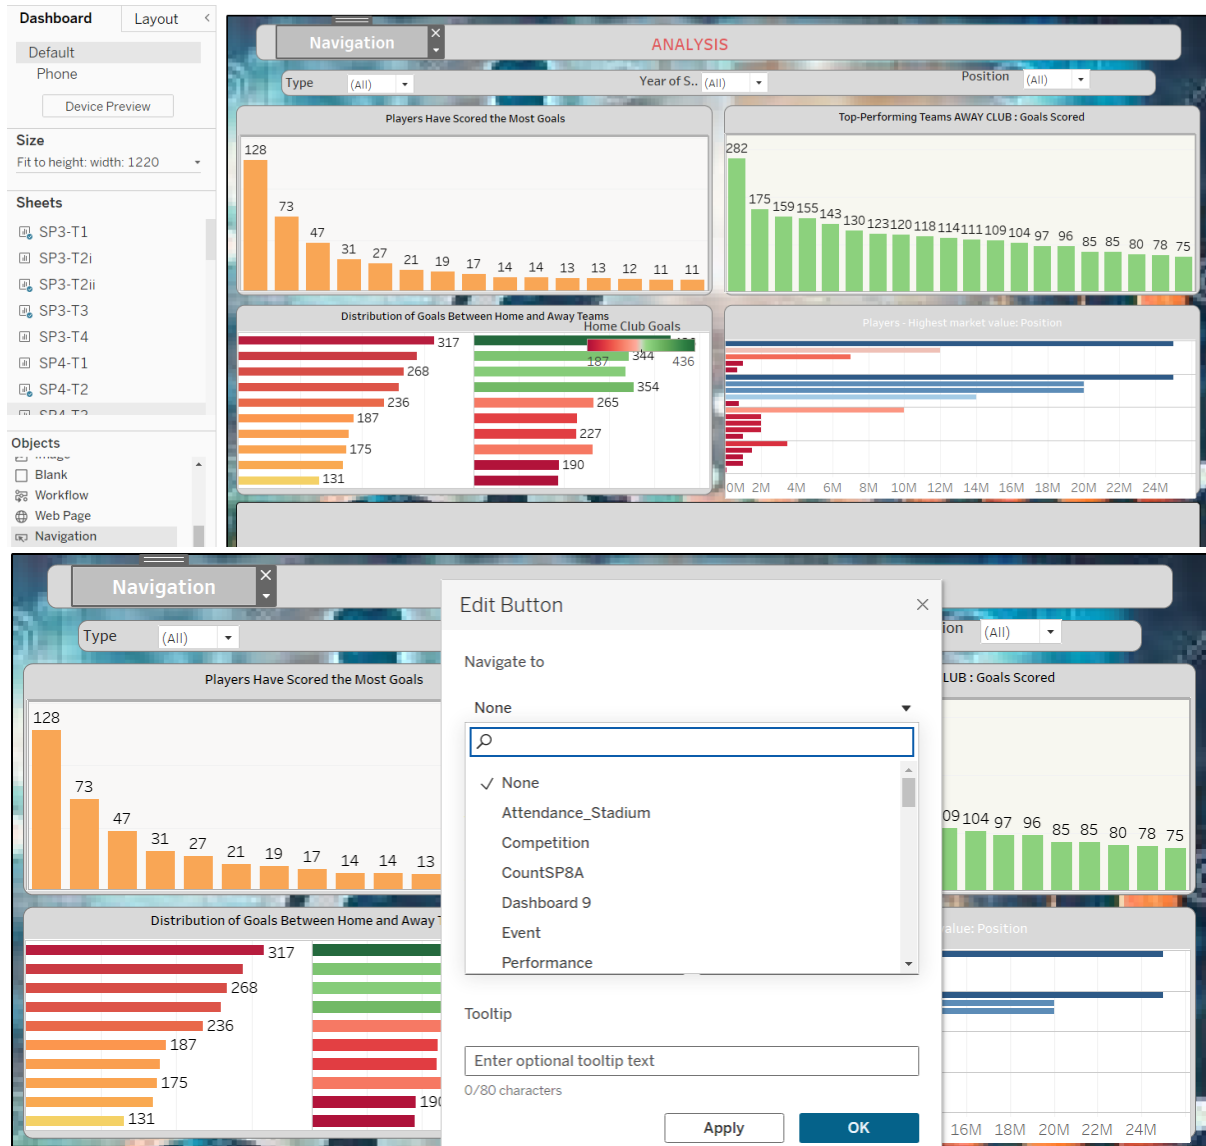 Dashboard
Layout
Default
Phone
Device Preview
Size
Fit to height: width: 1220
Sheets
SP3-T1
SP3-T2i
SP3-T2ii
SP3-T3
SP3-T4
SP4-T1
SP4-T2
SP4-T3
Objects
Image
Blank
Workflow
Web Page
Navigation
Navigation
ANALYSIS
Type (All)
Year of S.. (All)
Position (All)
Players Have Scored the Most Goals
128 73 47 31 27 21 19 17 14 14 13 13 12 11 11
Top-Performing Teams AWAY CLUB : Goals Scored
282 175 159 155 143 130 123 120 118 114 111 109 104 97 96 85 85 80 78 75
Distribution of Goals Between Home and Away Teams
Home Club Goals
187 436
317
268
236
187
175
131
344
354
265
227
190
Players - Highest market value: Position
0M 2M 4M 6M 8M 10M 12M 14M 16M 18M 20M 22M 24M
Navigation
Type (All)
ion (All)
Players Have Scored the Most Goals
128 73 47 31 27 21 19 17 14 14 13
LUB : Goals Scored
09 104 97 96 85 85 80 78 75
Distribution of Goals Between Home and Away T
317
268
236
187
175
131
190
alue: Position
16M 18M 20M 22M 24M
Edit Button
Navigate to
None
None
Attendance_Stadium
Competition
CountSP8A
Dashboard 9
Event
Performance
Tooltip
Enter optional tooltip text
0/80 characters
Apply
OK